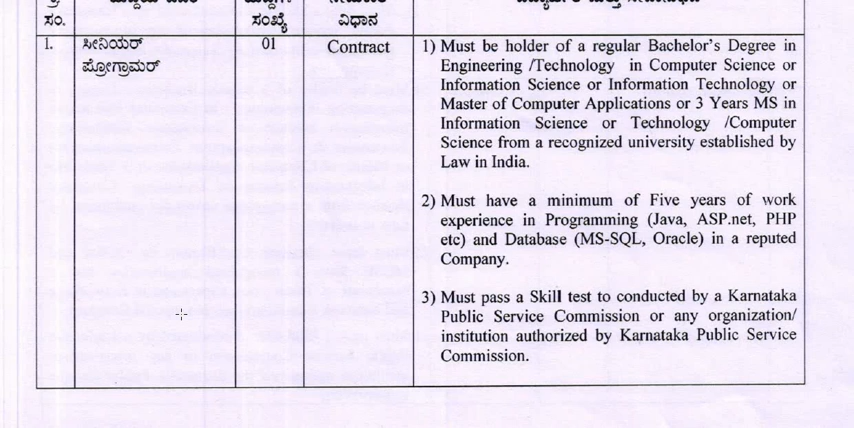 ಸಂ.
ಸಂಖ್ಯೆ
ವಿಧಾನ
1.
ಸೀನಿಯರ್
ಪ್ರೋಗ್ರಾಮರ್
01
Contract
1) Must be holder of a regular Bachelor’s Degree in
Engineering /Technology in Computer Science or
Information Science or Information Technology or
Master of Computer Applications or 3 Years MS in
Information Science or Technology /Computer
Science from a recognized university established by
Law in India.
2) Must have a minimum of Five years of work
experience in Programming (Java, ASP.net, PHP
etc) and Database (MS-SQL, Oracle) in a reputed
Company.
3) Must pass a Skill test to conducted by a Karnataka
Public Service Commission or any organization/
institution authorized by Karnataka Public Service
Commission.